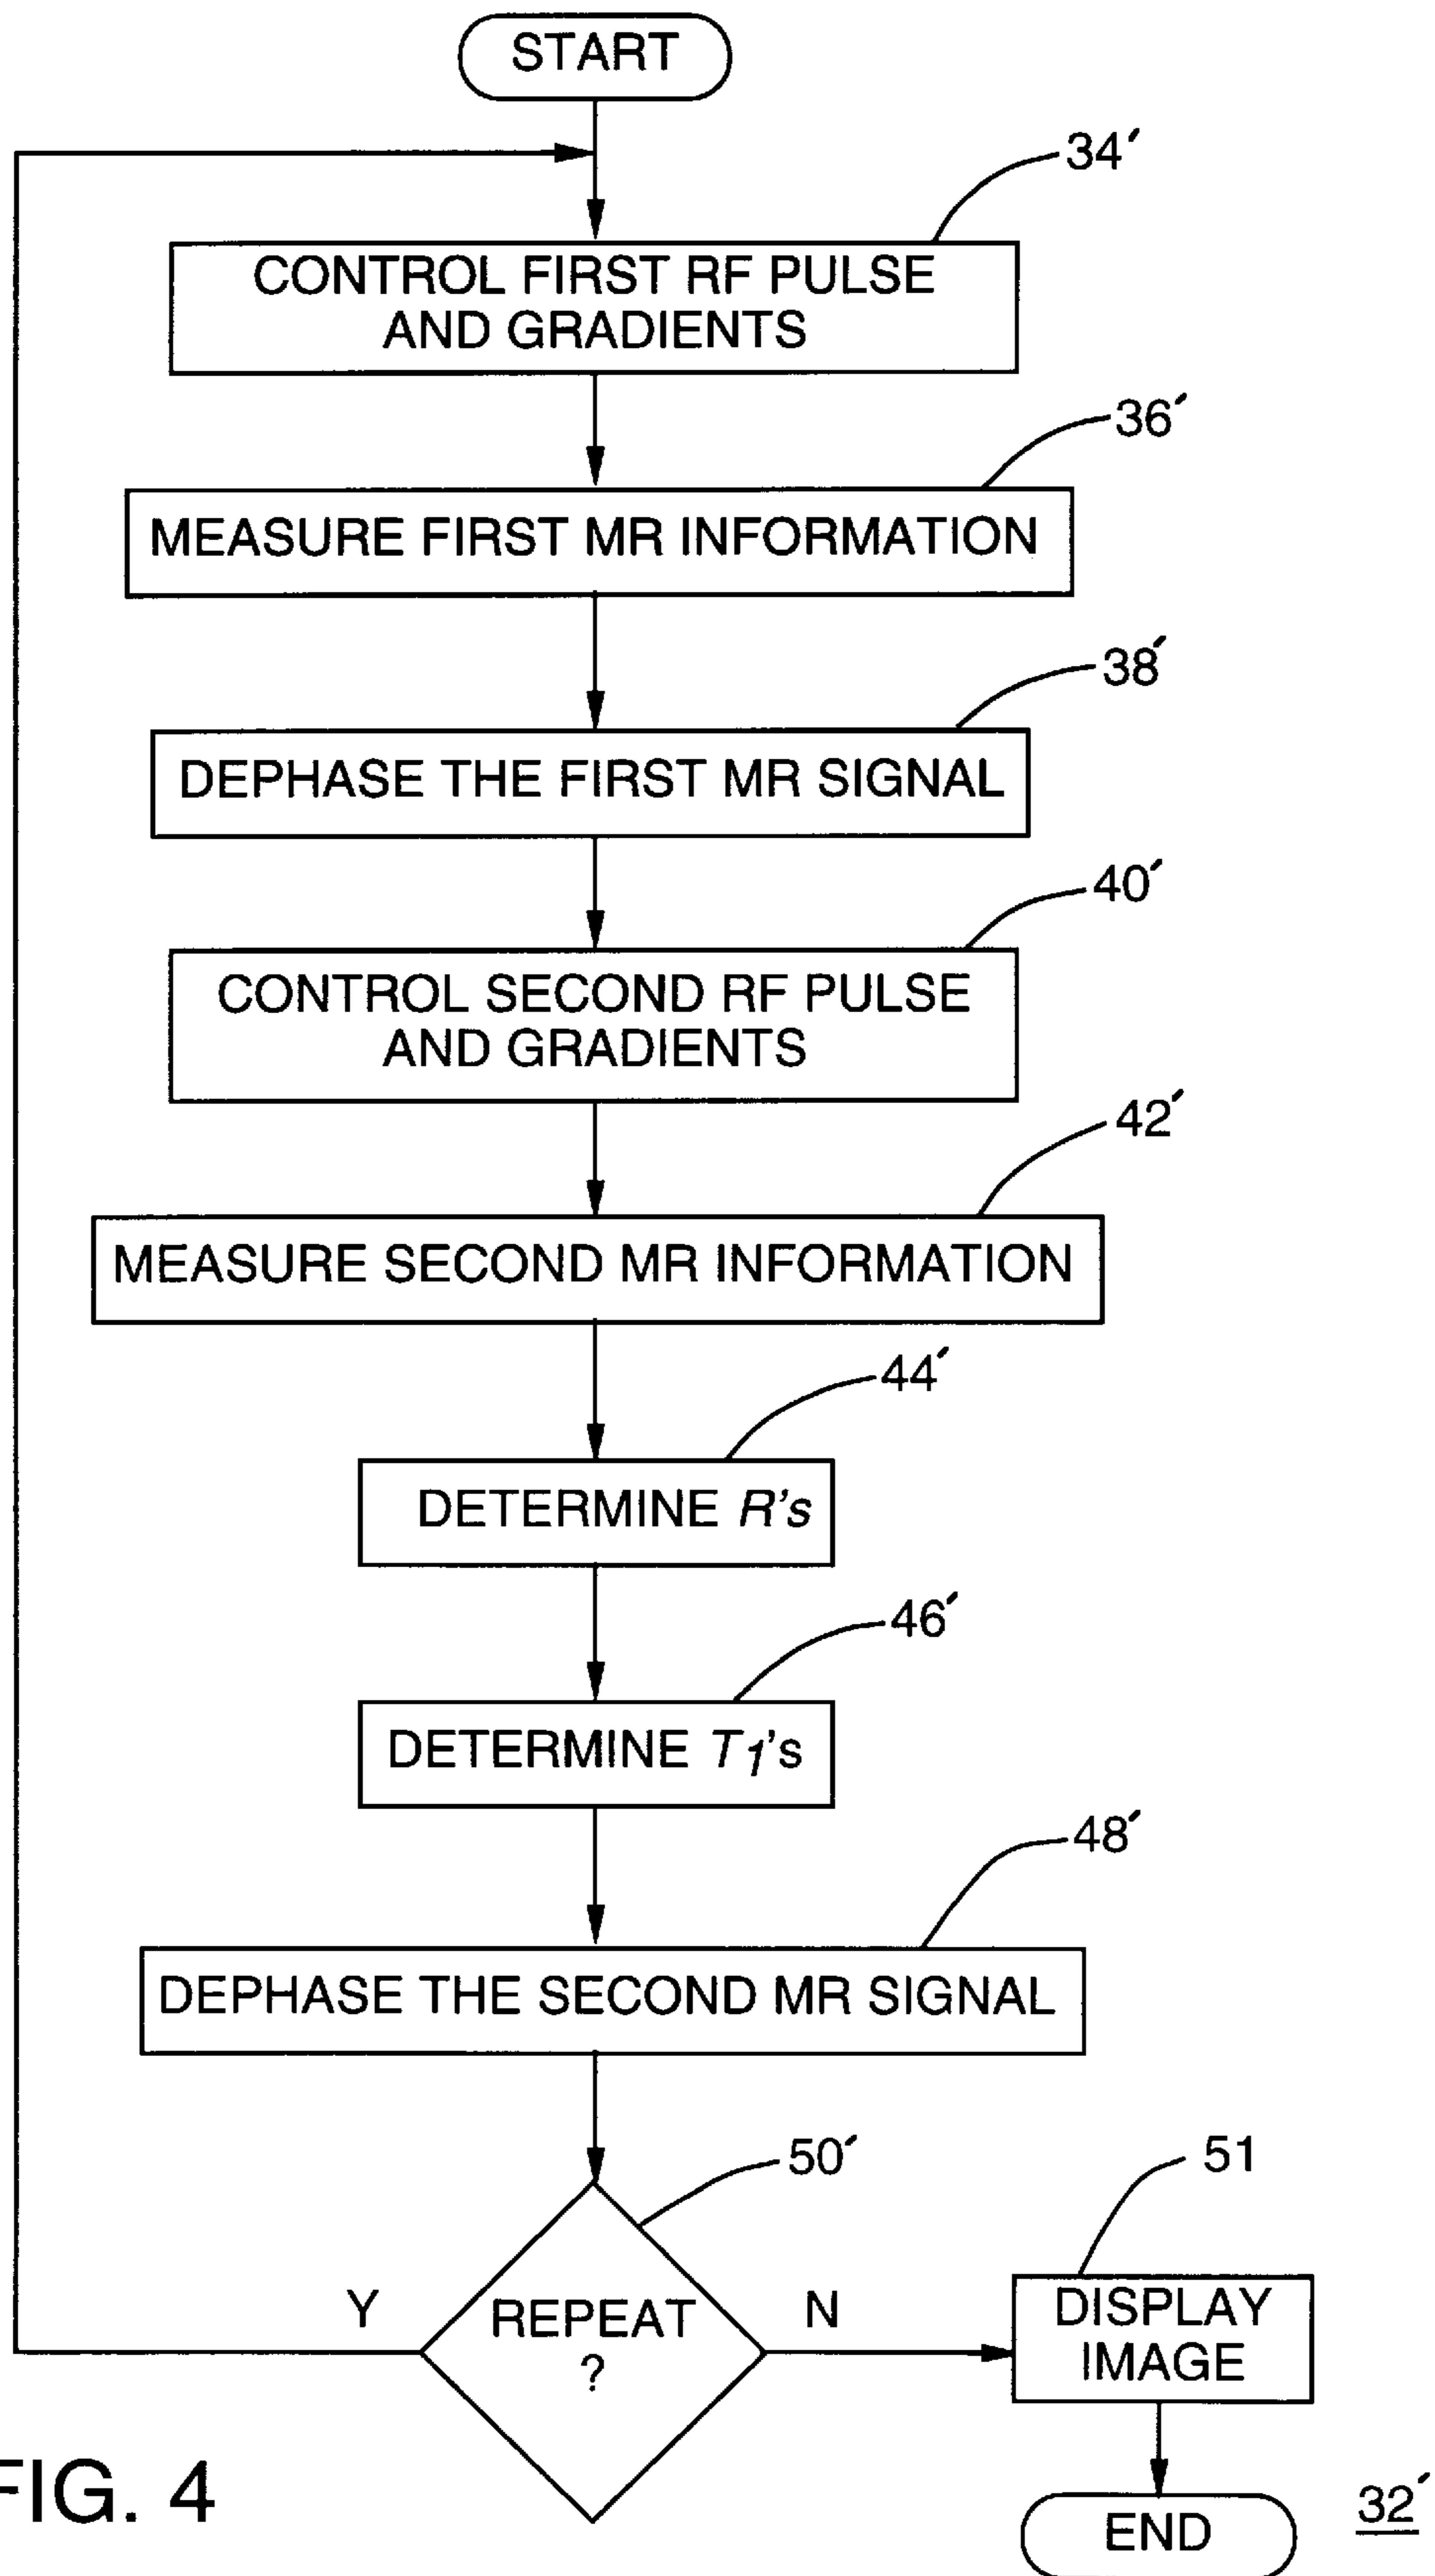 START
34′
CONTROL FIRST RF PULSE
AND GRADIENTS
36′
MEASURE FIRST MR INFORMATION
38′
DEPHASE THE FIRST MR SIGNAL
40′
CONTROL SECOND RF PULSE
AND GRADIENTS
42′
MEASURE SECOND MR INFORMATION
44′
DETERMINE R's
46′
DETERMINE T1's
48′
DEPHASE THE SECOND MR SIGNAL
50′
51
Y
REPEAT
?
N
DISPLAY
IMAGE
FIG. 4
END
32′